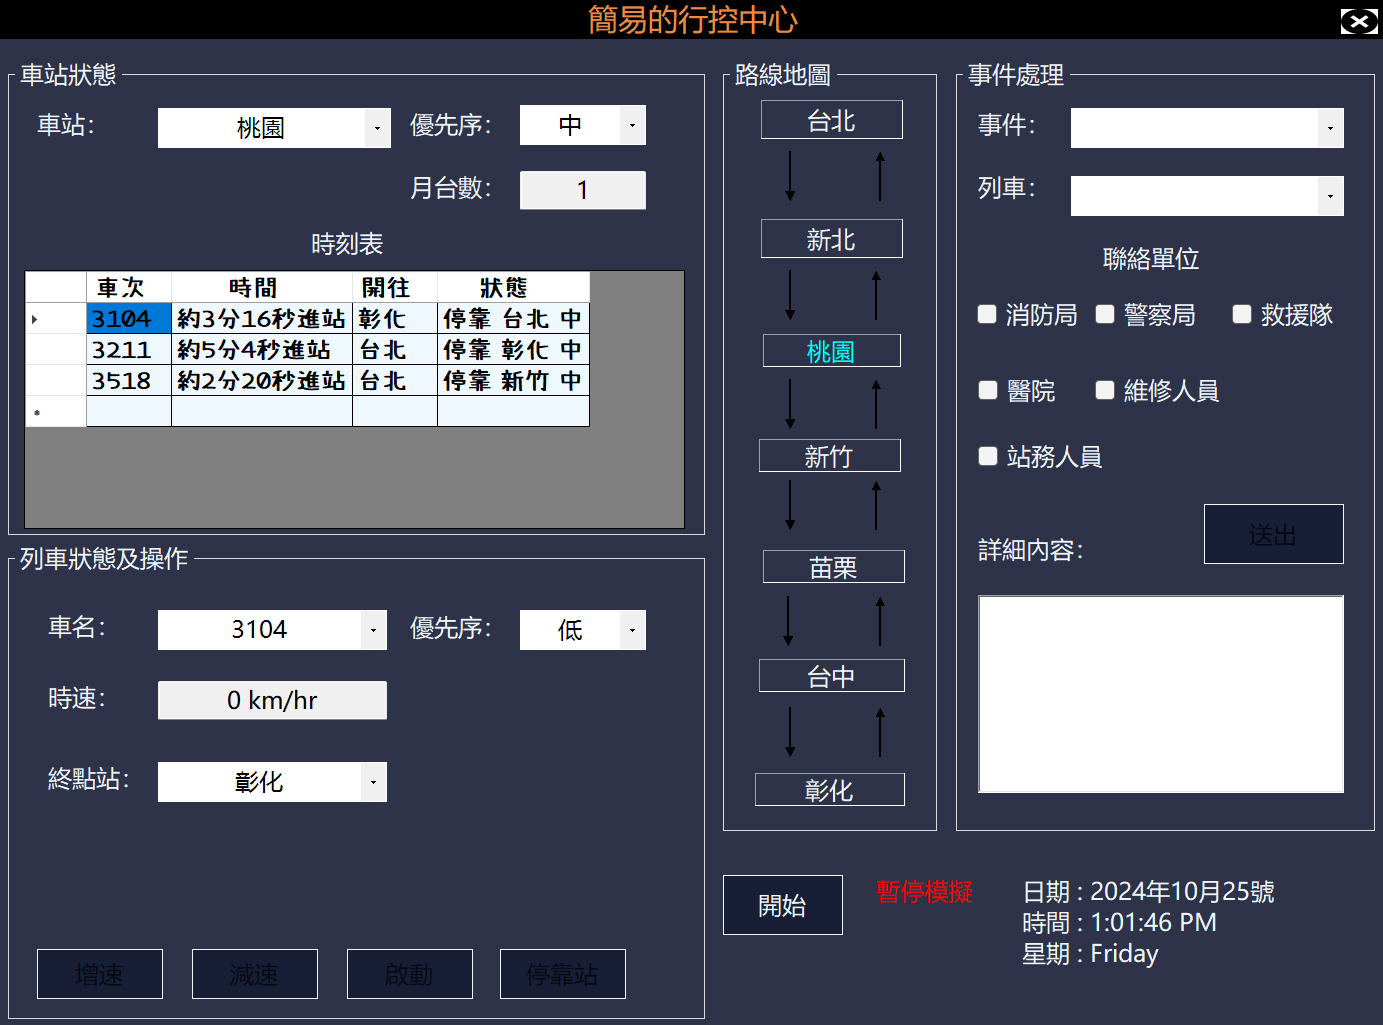 簡易的行控中心
車站狀態
車站:
桃園
優先序:
中
月台數:
1
時刻表
車次 時間 開往 狀態
3104 約3分16秒進站 彰化 停靠 台北 中
3211 約5分4秒進站 台北 停靠 彰化 中
3518 約2分20秒進站 台北 停靠 新竹 中
列車狀態及操作
車名:
3104
優先序:
低
時速:
0 km/hr
終點站:
彰化
增速
減速
啟動
停靠站
路線地圖
台北
新北
桃園
新竹
苗栗
台中
彰化
開始
暫停模擬
事件處理
事件:
列車:
聯絡單位
消防局 警察局 救援隊
醫院 維修人員
站務人員
送出
詳細內容:
日期 : 2024年10月25號
時間 : 1:01:46 PM
星期 : Friday